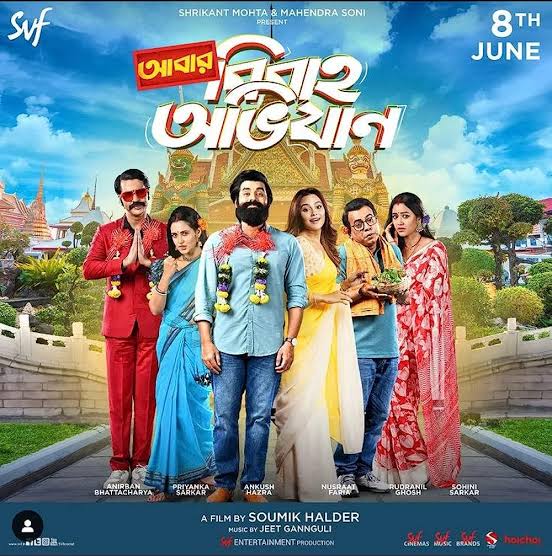 SVF
SHRIKANT MOHTA & MAHENDRA SONI
PRESENT
8TH
JUNE
আবার
বিবাহ
অভিযান
ANIRBAN
BHATTACHARYA
PRIYANKA
SARKAR
ANKUSH
HAZRA
NUSRAAT
FARIA
RUDRANIL
GHOSH
SOHINI
SARKAR
A FILM BY SOUMIK HALDER
MUSIC BY JEET GANNGULI
SVF ENTERTAINMENT PRODUCTION
SVF CINEMAS
SVF MUSIC
SVF BRANDS
hoichoi